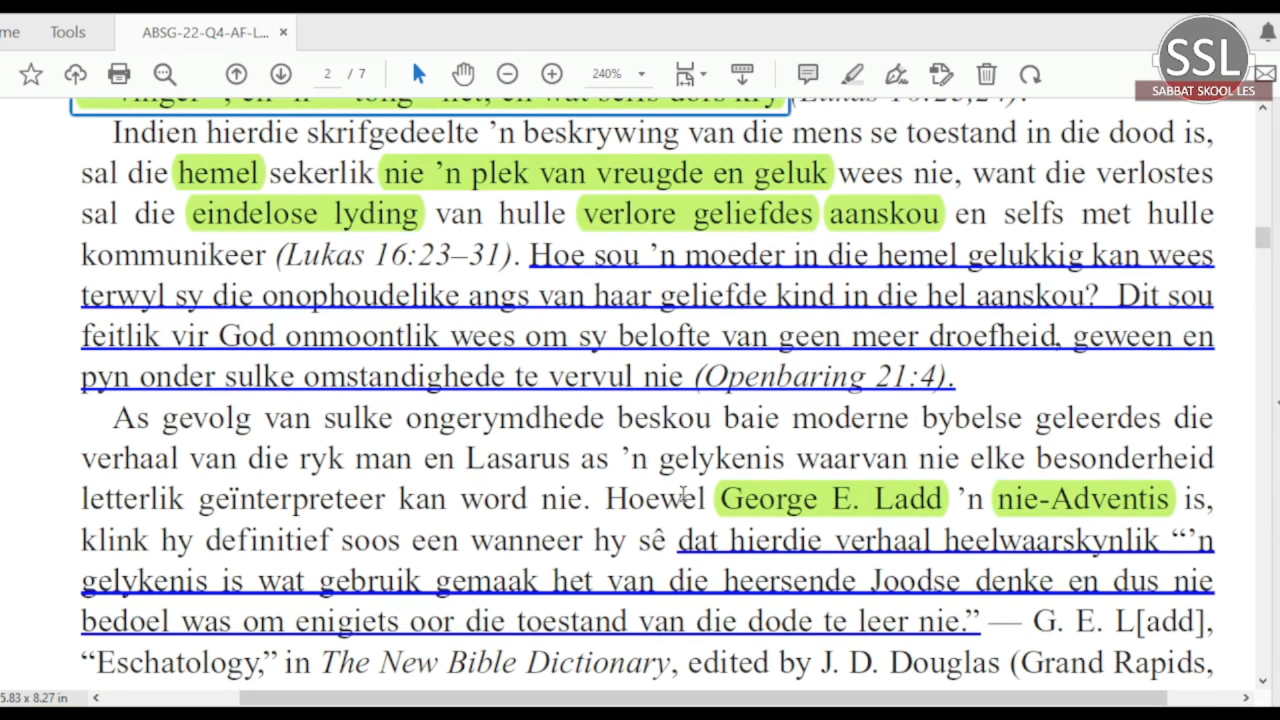 me Tools ABSG-22-Q4-AF-L... ×
2 / 7 240%
SSL
SABBAT SKOOL LES
Indien hierdie skrifgedeelte ’n beskrywing van die mens se toestand in die dood is,
sal die hemel sekerlik nie ’n plek van vreugde en geluk wees nie, want die verlostes
sal die eindelose lyding van hulle verlore geliefdes aanskou en selfs met hulle
kommunikeer (Lukas 16:23–31). Hoe sou ’n moeder in die hemel gelukkig kan wees
terwyl sy die onophoudelike angs van haar geliefde kind in die hel aanskou? Dit sou
feitlik vir God onmoontlik wees om sy belofte van geen meer droefheid, geween en
pyn onder sulke omstandighede te vervul nie (Openbaring 21:4).
As gevolg van sulke ongerymdhede beskou baie moderne bybelse geleerdes die
verhaal van die ryk man en Lasarus as ’n gelykenis waarvan nie elke besonderheid
letterlik geïnterpreteer kan word nie. Hoewel George E. Ladd ’n nie-Adventis is,
klink hy definitief soos een wanneer hy sê dat hierdie verhaal heelwaarskynlik “’n
gelykenis is wat gebruik gemaak het van die heersende Joodse denke en dus nie
bedoel was om enigiets oor die toestand van die dode te leer nie.” — G. E. L[add],
“Eschatology,” in The New Bible Dictionary, edited by J. D. Douglas (Grand Rapids,
5.83 x 8.27 in